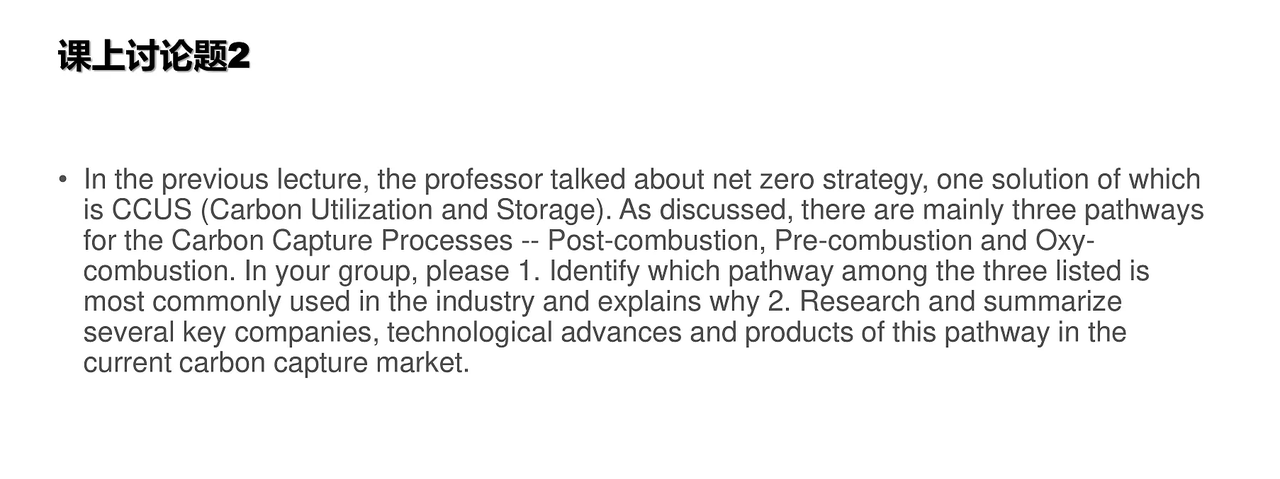 课上讨论题2
• In the previous lecture, the professor talked about net zero strategy, one solution of which
is CCUS (Carbon Utilization and Storage). As discussed, there are mainly three pathways
for the Carbon Capture Processes -- Post-combustion, Pre-combustion and Oxy-
combustion. In your group, please 1. Identify which pathway among the three listed is
most commonly used in the industry and explains why 2. Research and summarize
several key companies, technological advances and products of this pathway in the
current carbon capture market.